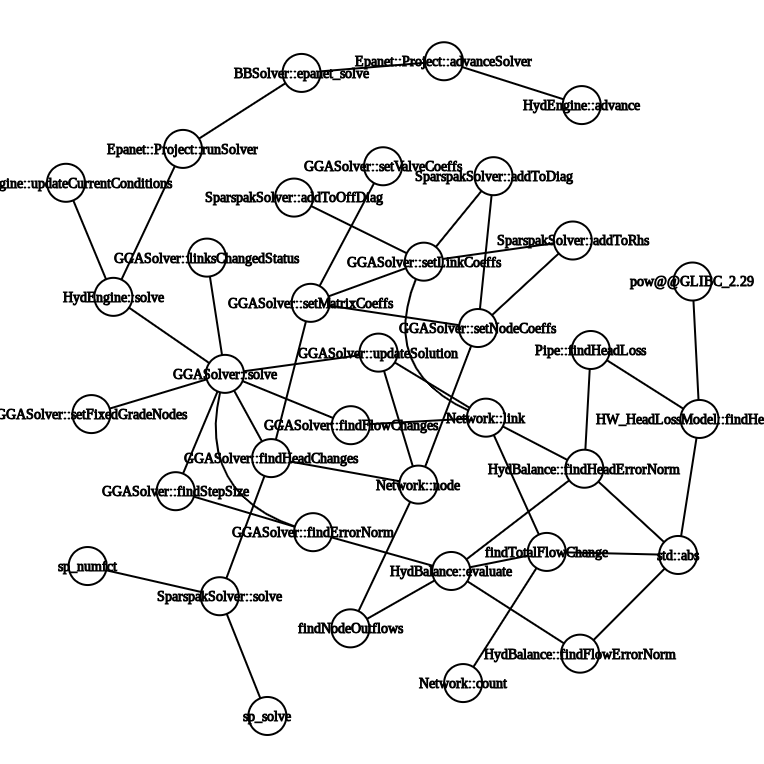 Epanet::Project::advanceSolver
BBSolver::epanet_solve
HydEngine::advance
Epanet::Project::runSolver
GGASolver::setValveCoeffs
SparspakSolver::addToDiag
gine::updateCurrentConditions
SparspakSolver::addToOffDiag
SparspakSolver::addToRhs
GGASolver::linksChangedStatus
GGASolver::setLinkCoeffs
pow@@GLIBC_2.29
HydEngine::solve
GGASolver::setMatrixCoeffs
GGASolver::setNodeCoeffs
GGASolver::updateSolution
Pipe::findHeadLoss
GGASolver::solve
GGASolver::setFixedGradeNodes
GGASolver::findFlowChanges
Network::link
HW_HeadLossModel::findHe
GGASolver::findHeadChanges
HydBalance::findHeadErrorNorm
Network::node
GGASolver::findStepSize
GGASolver::findErrorNorm
findTotalFlowChange
std::abs
sp_numfct
HydBalance::evaluate
SparspakSolver::solve
findNodeOutflows
HydBalance::findFlowErrorNorm
Network::count
sp_solve